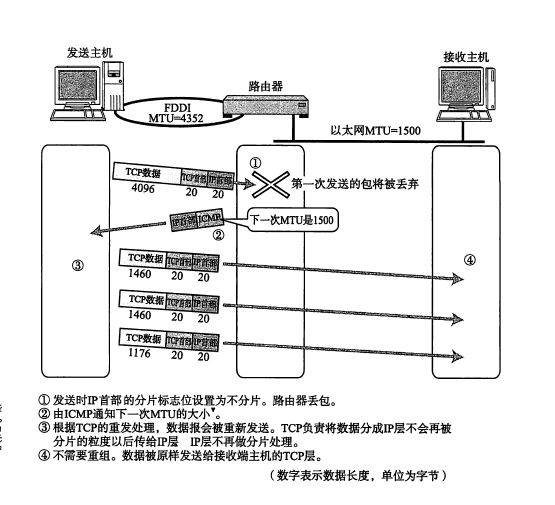 发送主机
接收主机
路由器
FDDI
MTU=4352
以太网MTU=1500
TCP数据 TCP首部 IP首部
4096 20 20
①
第一次发送的包将被丢弃
IP首部 ICMP
②
下一次MTU是1500
③
④
TCP数据 TCP首部 IP首部
1460 20 20
TCP数据 TCP首部 IP首部
1460 20 20
TCP数据 TCP首部 IP首部
1176 20 20
① 发送时IP首部的分片标志位设置为不分片。路由器丢包。
② 由ICMP通知下一次MTU的大小▼。
③ 根据TCP的重发处理，数据报会被重新发送。TCP负责将数据分成IP层不会再被
分片的粒度以后传给IP层 IP层不再做分片处理。
④ 不需要重组。数据被原样发送给接收端主机的TCP层。
（数字表示数据长度，单位为字节）